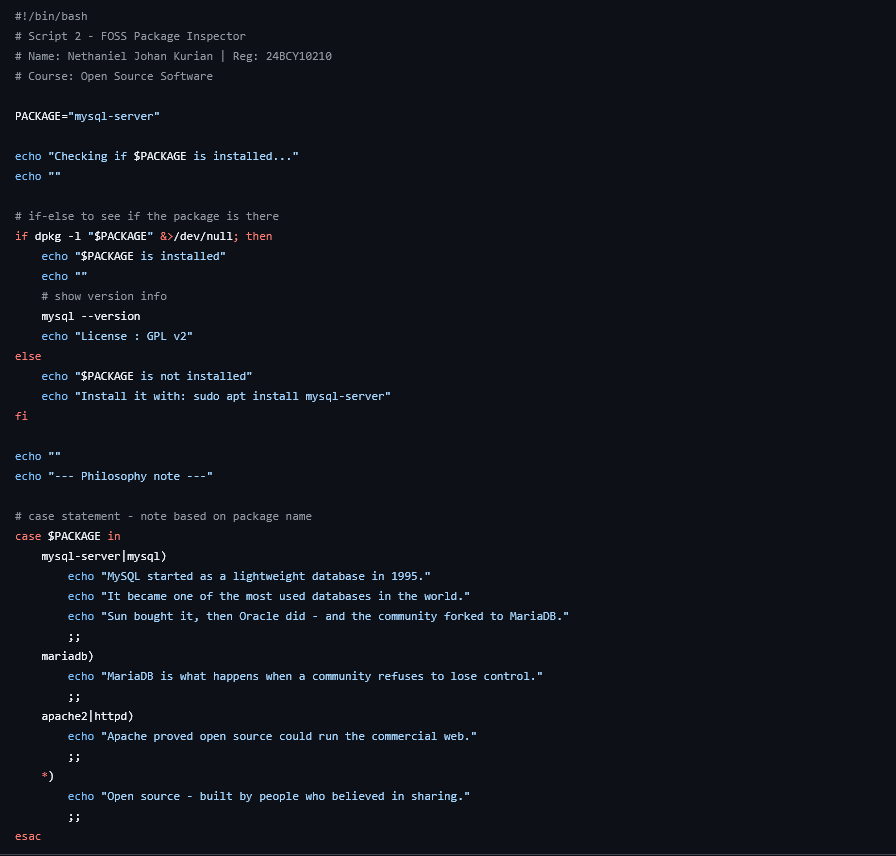 #!/bin/bash
# Script 2 - FOSS Package Inspector
# Name: Nethaniel Johan Kurian | Reg: 24BCY10210
# Course: Open Source Software

PACKAGE="mysql-server"

echo "Checking if $PACKAGE is installed..."
echo ""

# if-else to see if the package is there
if dpkg -l "$PACKAGE" &>/dev/null; then
    echo "$PACKAGE is installed"
    echo ""
    # show version info
    mysql --version
    echo "License : GPL v2"
else
    echo "$PACKAGE is not installed"
    echo "Install it with: sudo apt install mysql-server"
fi

echo ""
echo "--- Philosophy note ---"

# case statement - note based on package name
case $PACKAGE in
    mysql-server|mysql)
        echo "MySQL started as a lightweight database in 1995."
        echo "It became one of the most used databases in the world."
        echo "Sun bought it, then Oracle did - and the community forked to MariaDB."
        ;;
    mariadb)
        echo "MariaDB is what happens when a community refuses to lose control."
        ;;
    apache2|httpd)
        echo "Apache proved open source could run the commercial web."
        ;;
    *)
        echo "Open source - built by people who believed in sharing."
        ;;
esac